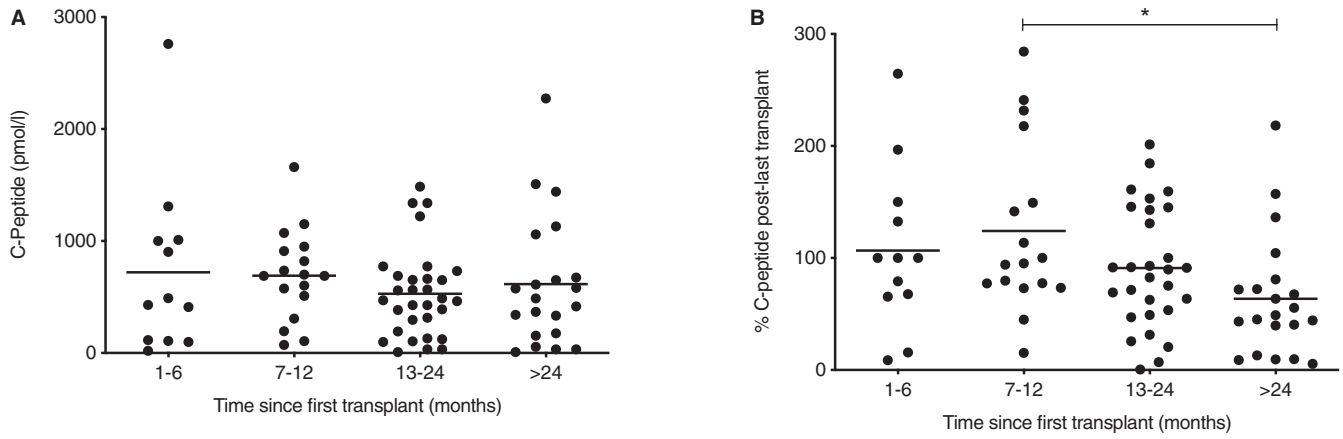 A
C-Peptide (pmol/l)
3000
2000
1000
0
1-6 7-12 13-24 >24
Time since first transplant (months)
B
% C-peptide post-last transplant
*
300
200
100
0
1-6 7-12 13-24 >24
Time since first transplant (months)